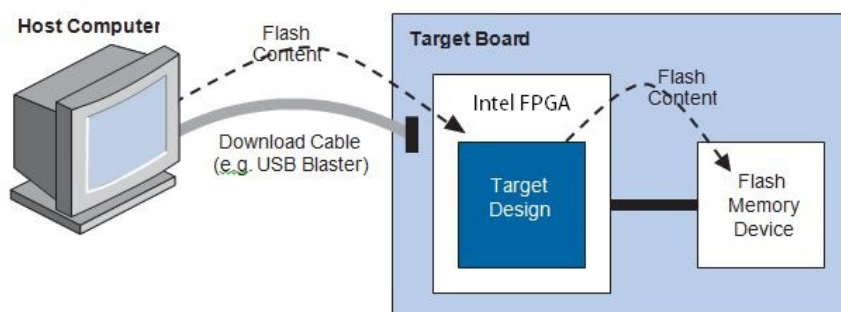 Host Computer
Flash
Content
Download Cable
(e.g. USB Blaster)
Target Board
Intel FPGA
Target
Design
Flash
Content
Flash
Memory
Device